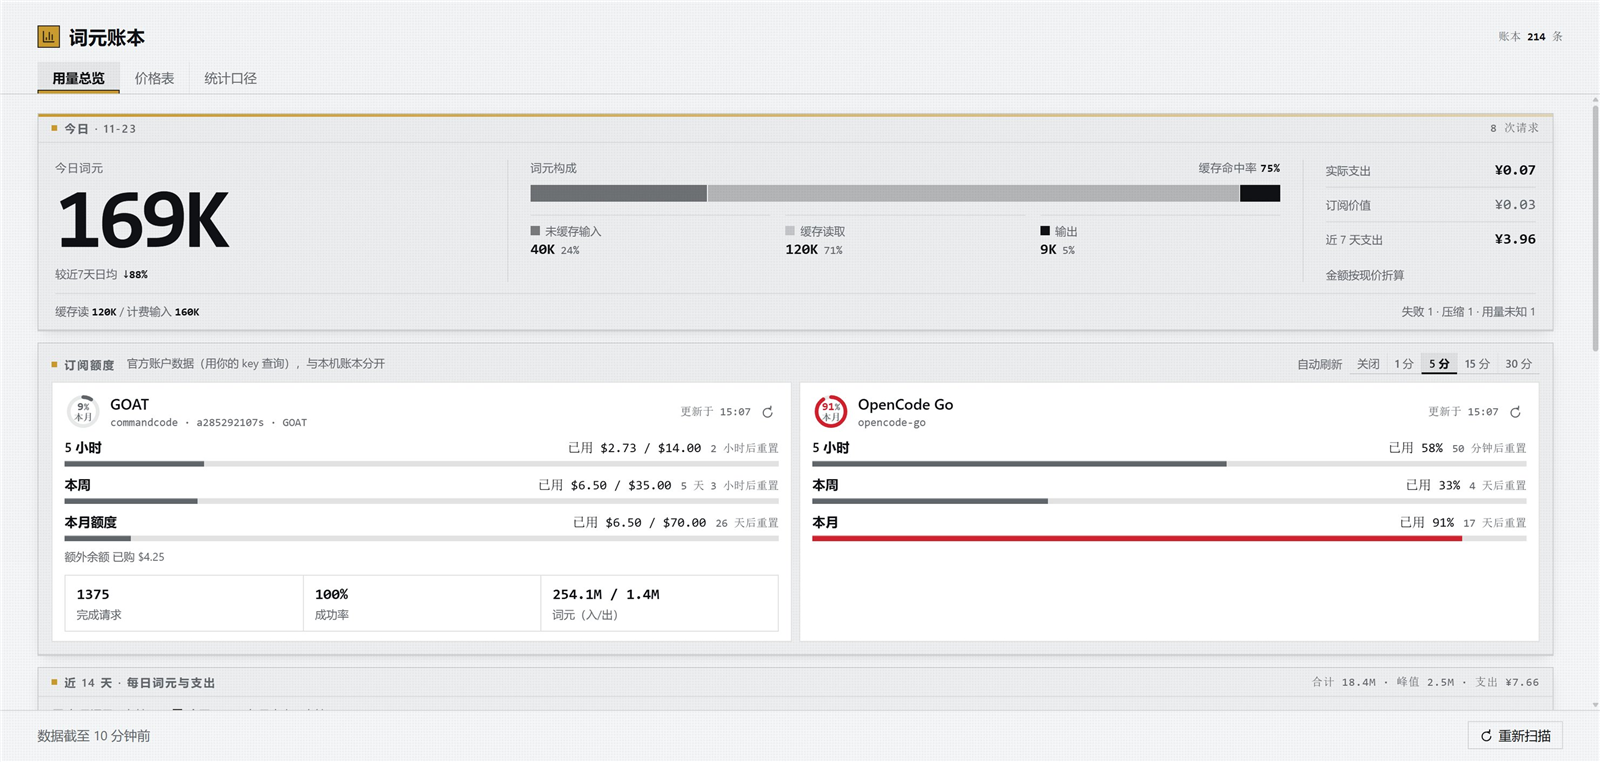 词元账本
账本 214 条
用量总览 价格表 统计口径
今日 · 11-23
8 次请求
今日词元
169K
较近7天日均 ↓88%
词元构成
缓存命中率 75%
未缓存输入
40K 24%
缓存读取
120K 71%
输出
9K 5%
实际支出 ¥0.07
订阅价值 ¥0.03
近 7 天支出 ¥3.96
金额按现价折算
缓存读 120K / 计费输入 160K
失败 1 · 压缩 1 · 用量未知 1
订阅额度 官方账户数据（用你的 key 查询），与本机账本分开
自动刷新 关闭 1 分 5 分 15 分 30 分
9%
本月
GOAT
commandcode · a285292107s · GOAT
更新于 15:07
5 小时 已用 $2.73 / $14.00 2 小时后重置
本周 已用 $6.50 / $35.00 5 天 3 小时后重置
本月额度 已用 $6.50 / $70.00 26 天后重置
额外余额 已购 $4.25
1375
完成请求
100%
成功率
254.1M / 1.4M
词元（入/出）
91%
本月
OpenCode Go
opencode-go
更新于 15:07
5 小时 已用 58% 50 分钟后重置
本周 已用 33% 4 天后重置
本月 已用 91% 17 天后重置
近 14 天 · 每日词元与支出
合计 18.4M · 峰值 2.5M · 支出 ¥7.66
数据截至 10 分钟前
重新扫描